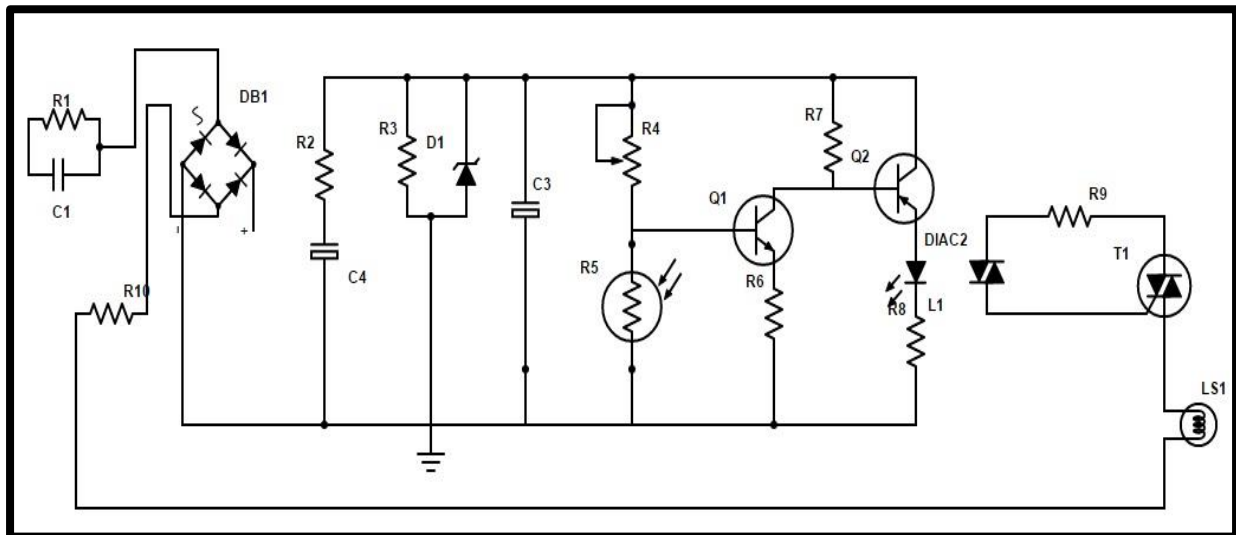 R1
C1
DB1
-
+
R10
R2
C4
R3
D1
C3
R4
R5
Q1
R6
R7
Q2
DIAC2
L1
R8
R9
T1
LS1